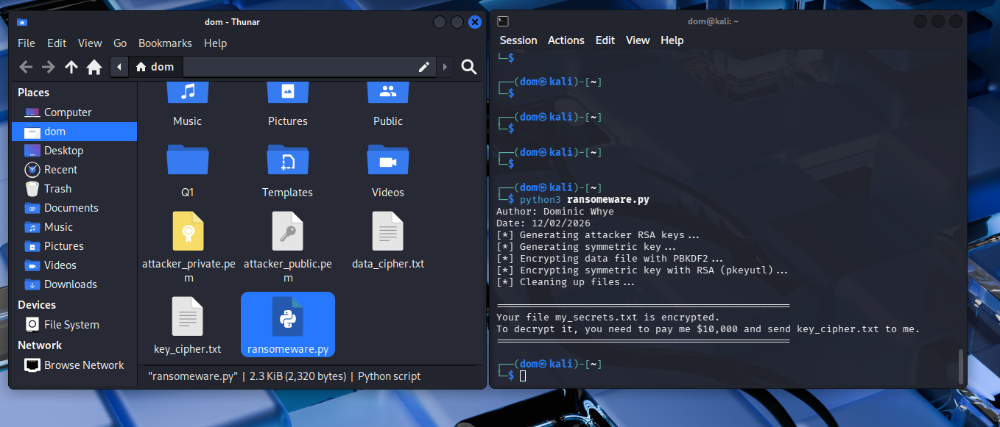 dom - Thunar
File Edit View Go Bookmarks Help
dom
Places
Computer
dom
Desktop
Recent
Trash
Documents
Music
Pictures
Videos
Downloads
Devices
File System
Network
Browse Network
Music Pictures Public
Q1 Templates Videos
attacker_private.pe
m
attacker_public.pe
m
data_cipher.txt
key_cipher.txt ransomeware.py
"ransomeware.py" | 2.3 KiB (2,320 bytes) | Python script
dom@kali: ~
Session Actions Edit View Help
└─$
┌──(dom㉿kali)-[~]
└─$
┌──(dom㉿kali)-[~]
└─$
┌──(dom㉿kali)-[~]
└─$
┌──(dom㉿kali)-[~]
└─$ python3 ransomeware.py
Author: Dominic Whye
Date: 12/02/2026
[*] Generating attacker RSA keys...
[*] Generating symmetric key...
[*] Encrypting data file with PBKDF2...
[*] Encrypting symmetric key with RSA (pkeyutl)...
[*] Cleaning up files...
==================================================
Your file my_secrets.txt is encrypted.
To decrypt it, you need to pay me $10,000 and send key_cipher.txt to me.
==================================================
┌──(dom㉿kali)-[~]
└─$